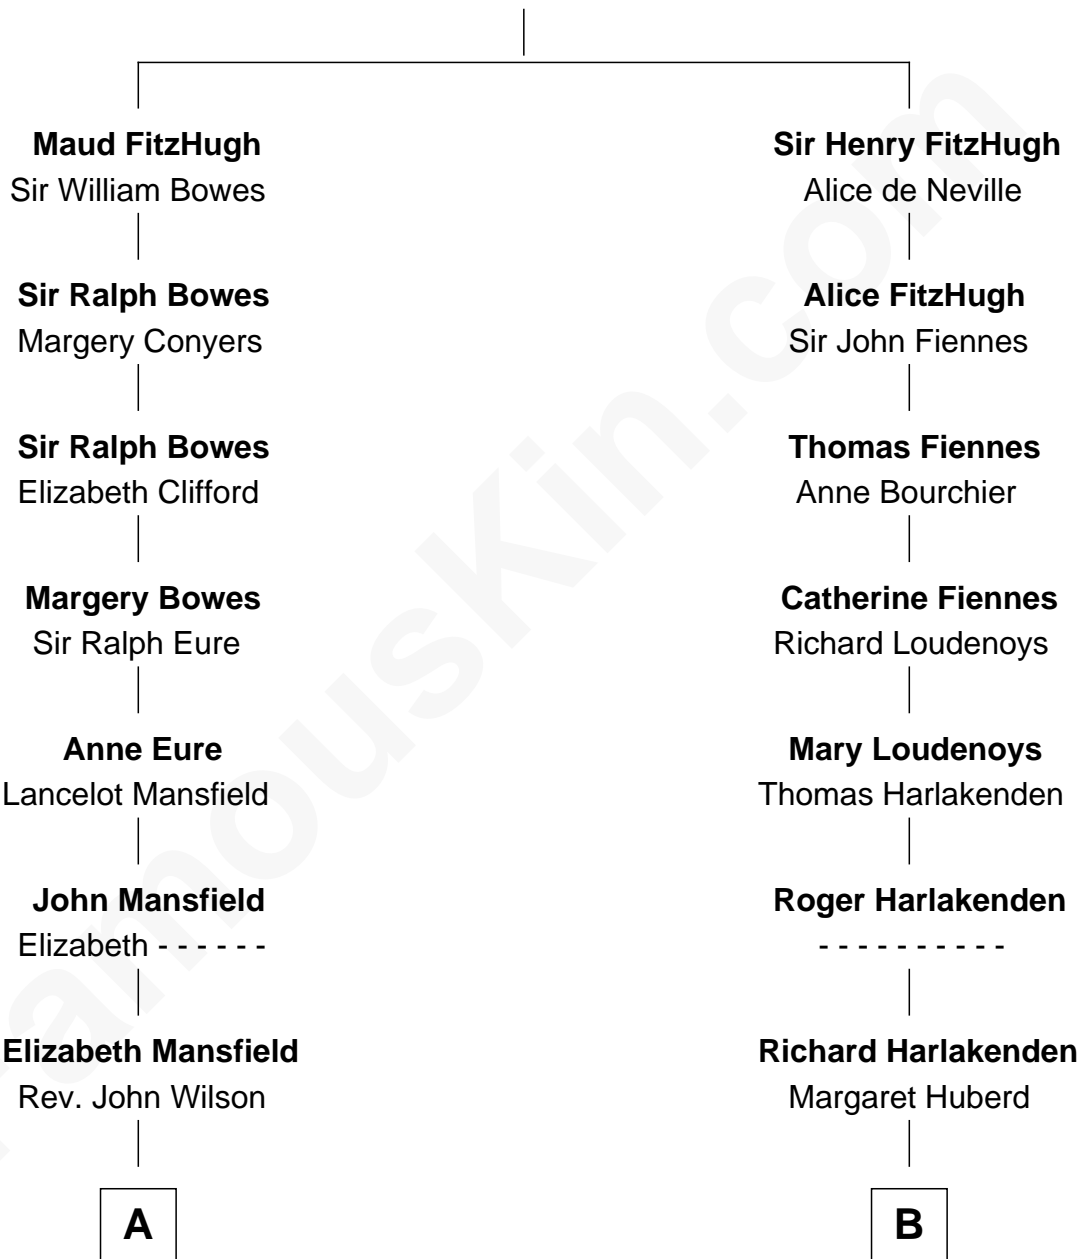 Maud FitzHugh
Sir William Bowes
Sir Ralph Bowes
Margery Conyers
Sir Ralph Bowes
Elizabeth Clifford
Margery Bowes
Sir Ralph Eure
Anne Eure
Lancelot Mansfield
John Mansfield
Elizabeth - - - - - -
Elizabeth Mansfield
Rev. John Wilson
A
Sir Henry FitzHugh
Alice de Neville
Alice FitzHugh
Sir John Fiennes
Thomas Fiennes
Anne Bourchier
Catherine Fiennes
Richard Loudenoys
Mary Loudenoys
Thomas Harlakenden
Roger Harlakenden
- - - - - - - - - -
Richard Harlakenden
Margaret Huberd
B
FamousKin.com